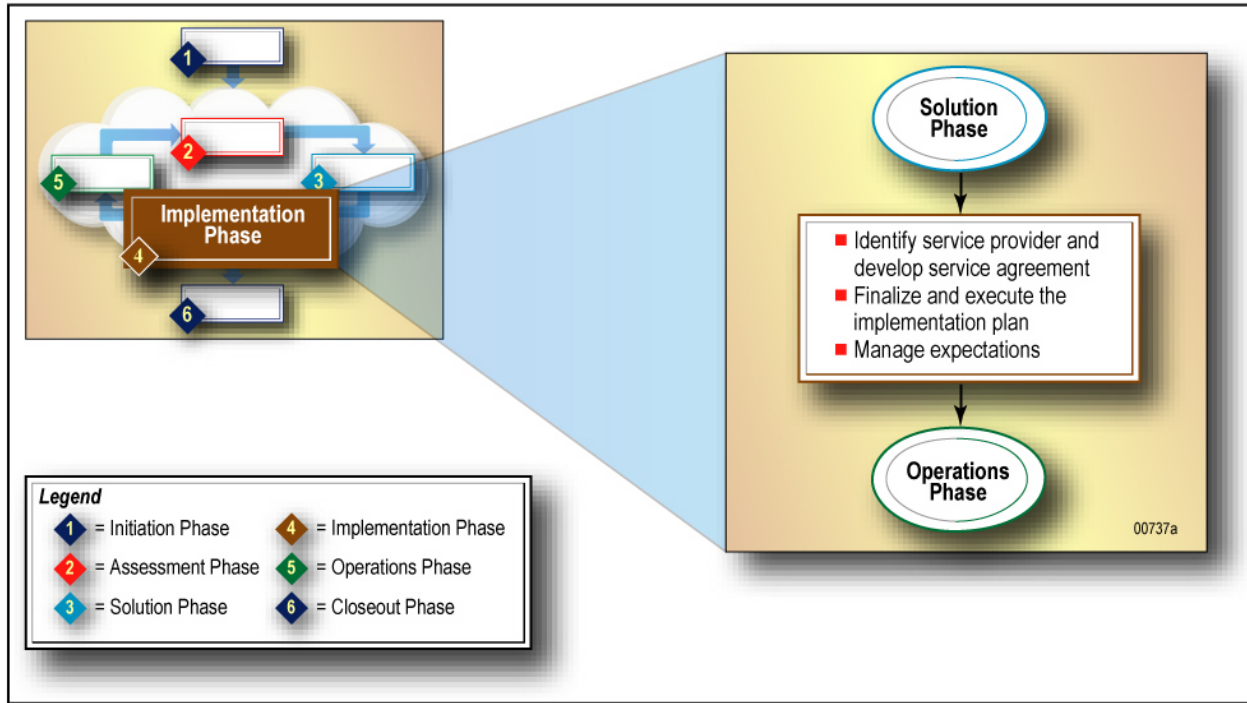 1
2
3
5
Implementation
Phase
4
6
Solution
Phase
■ Identify service provider and
develop service agreement
■ Finalize and execute the
implementation plan
■ Manage expectations
Operations
Phase
00737a
Legend
1 = Initiation Phase
2 = Assessment Phase
3 = Solution Phase
4 = Implementation Phase
5 = Operations Phase
6 = Closeout Phase